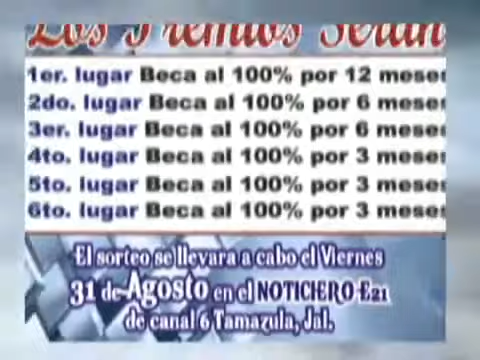 Los Premios Serán
1er. lugar Beca al 100% por 12 meses
2do. lugar Beca al 100% por 6 meses
3er. lugar Beca al 100% por 6 meses
4to. lugar Beca al 100% por 3 meses
5to. lugar Beca al 100% por 3 meses
6to. lugar Beca al 100% por 3 meses
El sorteo se llevara a cabo el Viernes
31 de Agosto en el NOTICIERO E21
de canal 6 Tamazula, Jal.